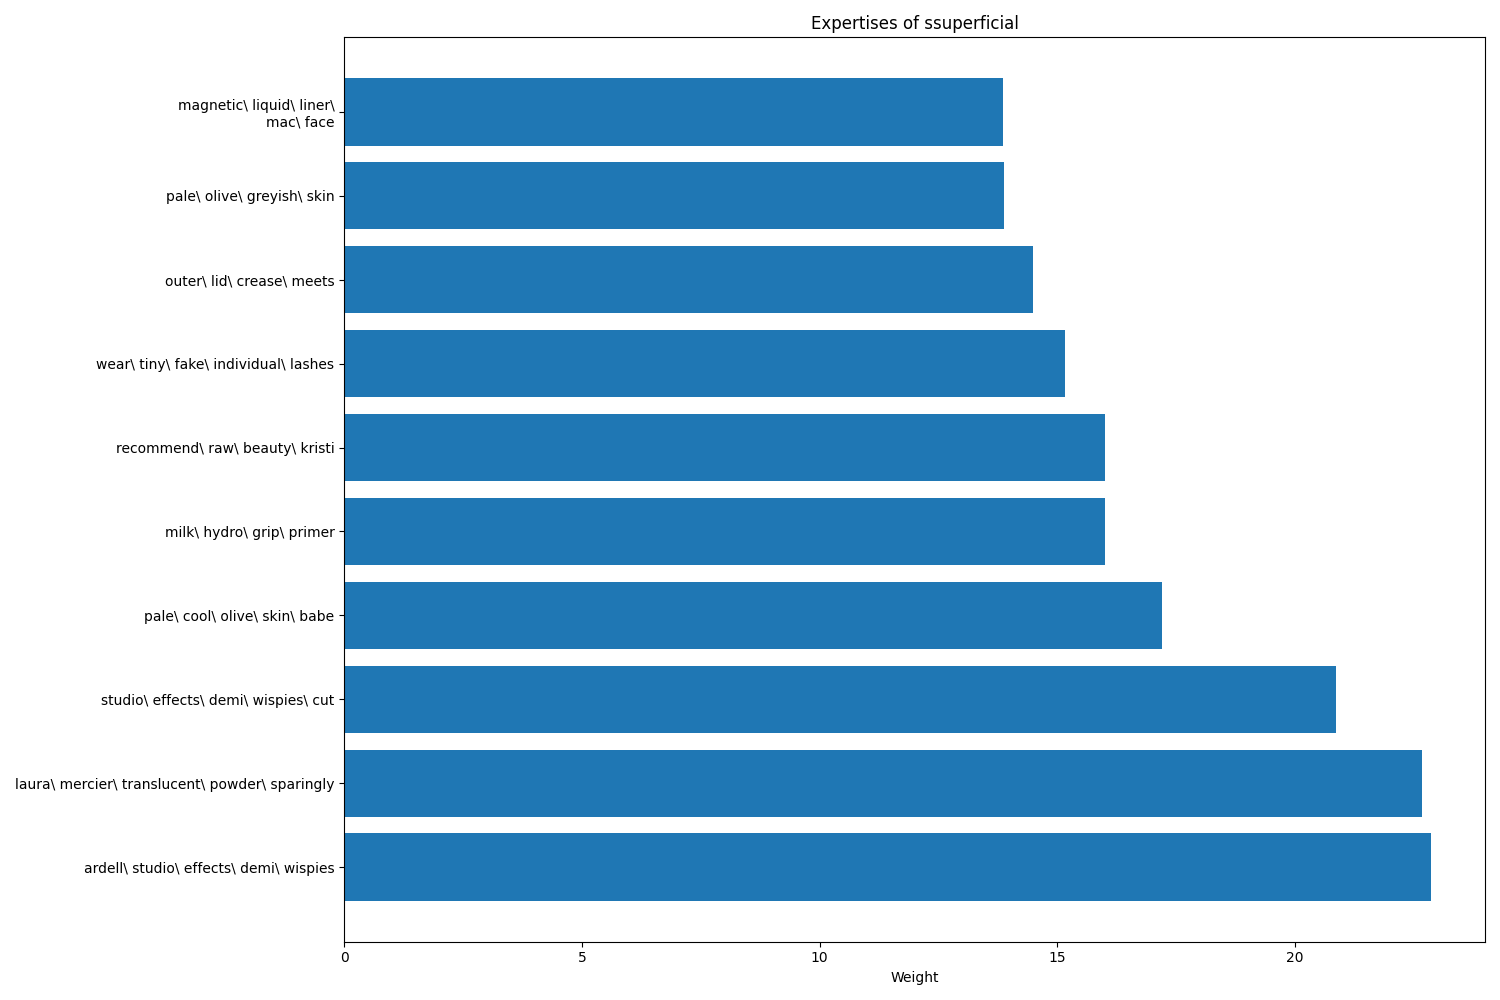 Expertises of ssuperficial
magnetic\ liquid\ liner\
mac\ face
pale\ olive\ greyish\ skin
outer\ lid\ crease\ meets
wear\ tiny\ fake\ individual\ lashes
recommend\ raw\ beauty\ kristi
milk\ hydro\ grip\ primer
pale\ cool\ olive\ skin\ babe
studio\ effects\ demi\ wispies\ cut
laura\ mercier\ translucent\ powder\ sparingly
ardell\ studio\ effects\ demi\ wispies
0 5 10 15 20
Weight